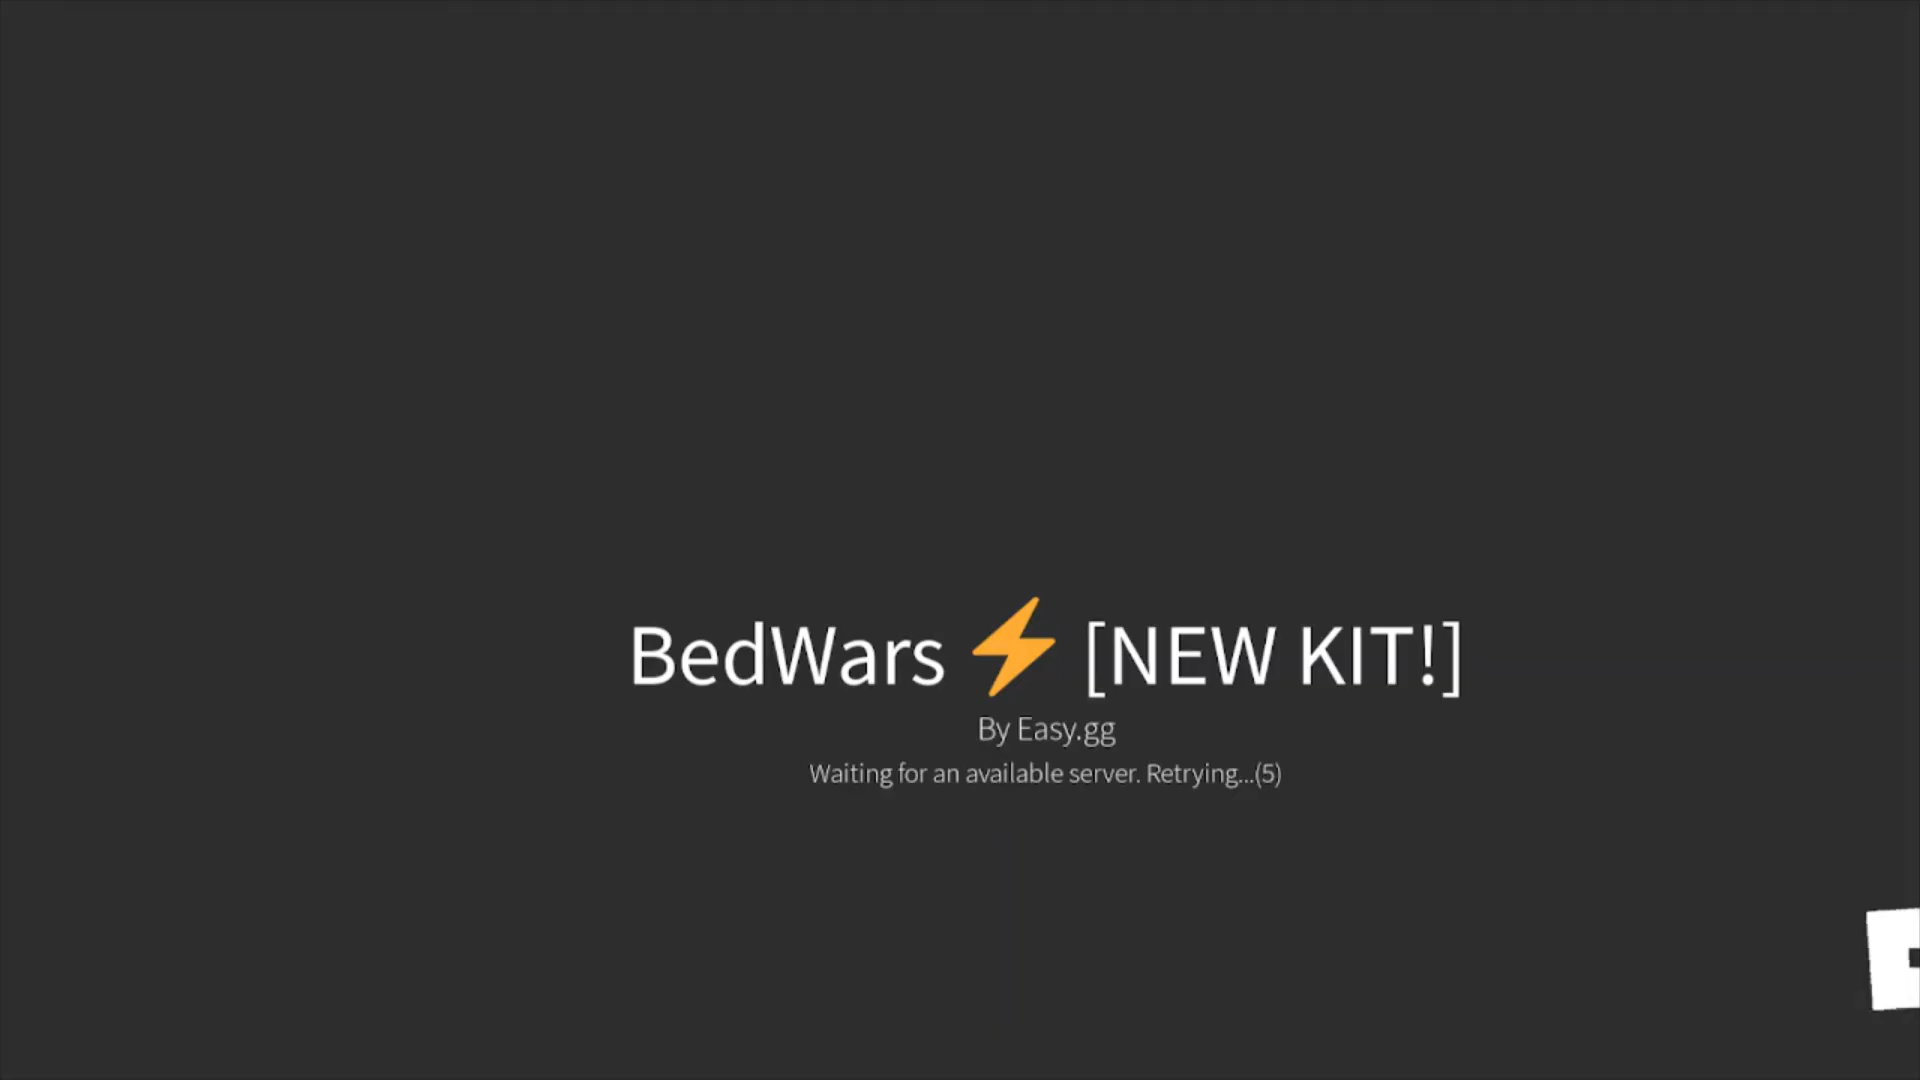 BedWars ⚡ [NEW KIT!]
By Easy.gg
Waiting for an available server. Retrying...(5)